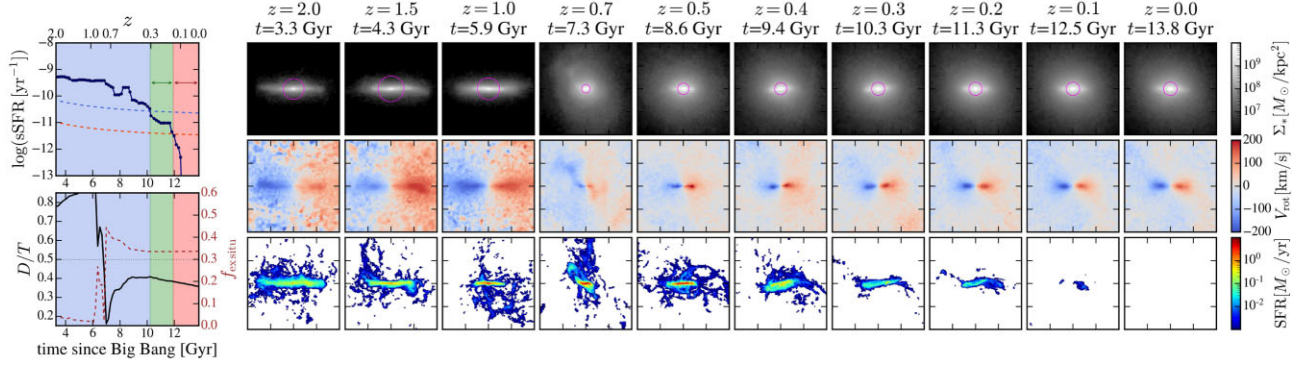 z
2.0 1.0 0.7 0.3 0.1 0.0
log(sSFR [yr⁻¹]
−8
−9
−10
−11
−12
−13
4 6 8 10 12
D/T
0.8
0.7
0.6
0.5
0.4
0.3
0.2
f_ex situ
0.6
0.5
0.4
0.3
0.2
0.1
0.0
4 6 8 10 12
time since Big Bang [Gyr]
z = 2.0 z = 1.5 z = 1.0 z = 0.7 z = 0.5 z = 0.4 z = 0.3 z = 0.2 z = 0.1 z = 0.0
t=3.3 Gyr t=4.3 Gyr t=5.9 Gyr t=7.3 Gyr t=8.6 Gyr t=9.4 Gyr t=10.3 Gyr t=11.3 Gyr t=12.5 Gyr t=13.8 Gyr
10⁹
10⁸
10⁷
Σ* [M⊙/kpc²]
200
100
0
−100
−200
V_rot[km/s]
10⁰
10⁻¹
10⁻²
SFR[M⊙/yr]